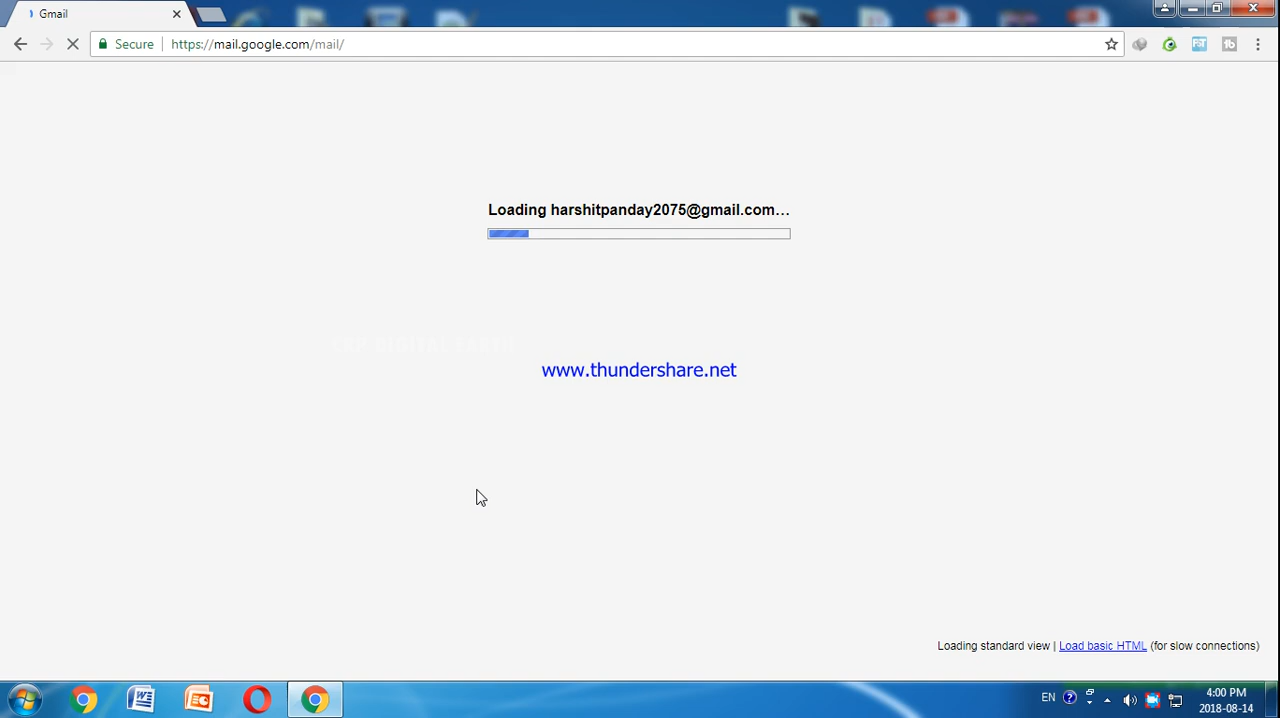 Gmail
Secure
https://mail.google.com/mail/
Loading harshitpanday2075@gmail.com...
www.thundershare.net
Loading standard view | Load basic HTML (for slow connections)
EN
4:00 PM
2018-08-14